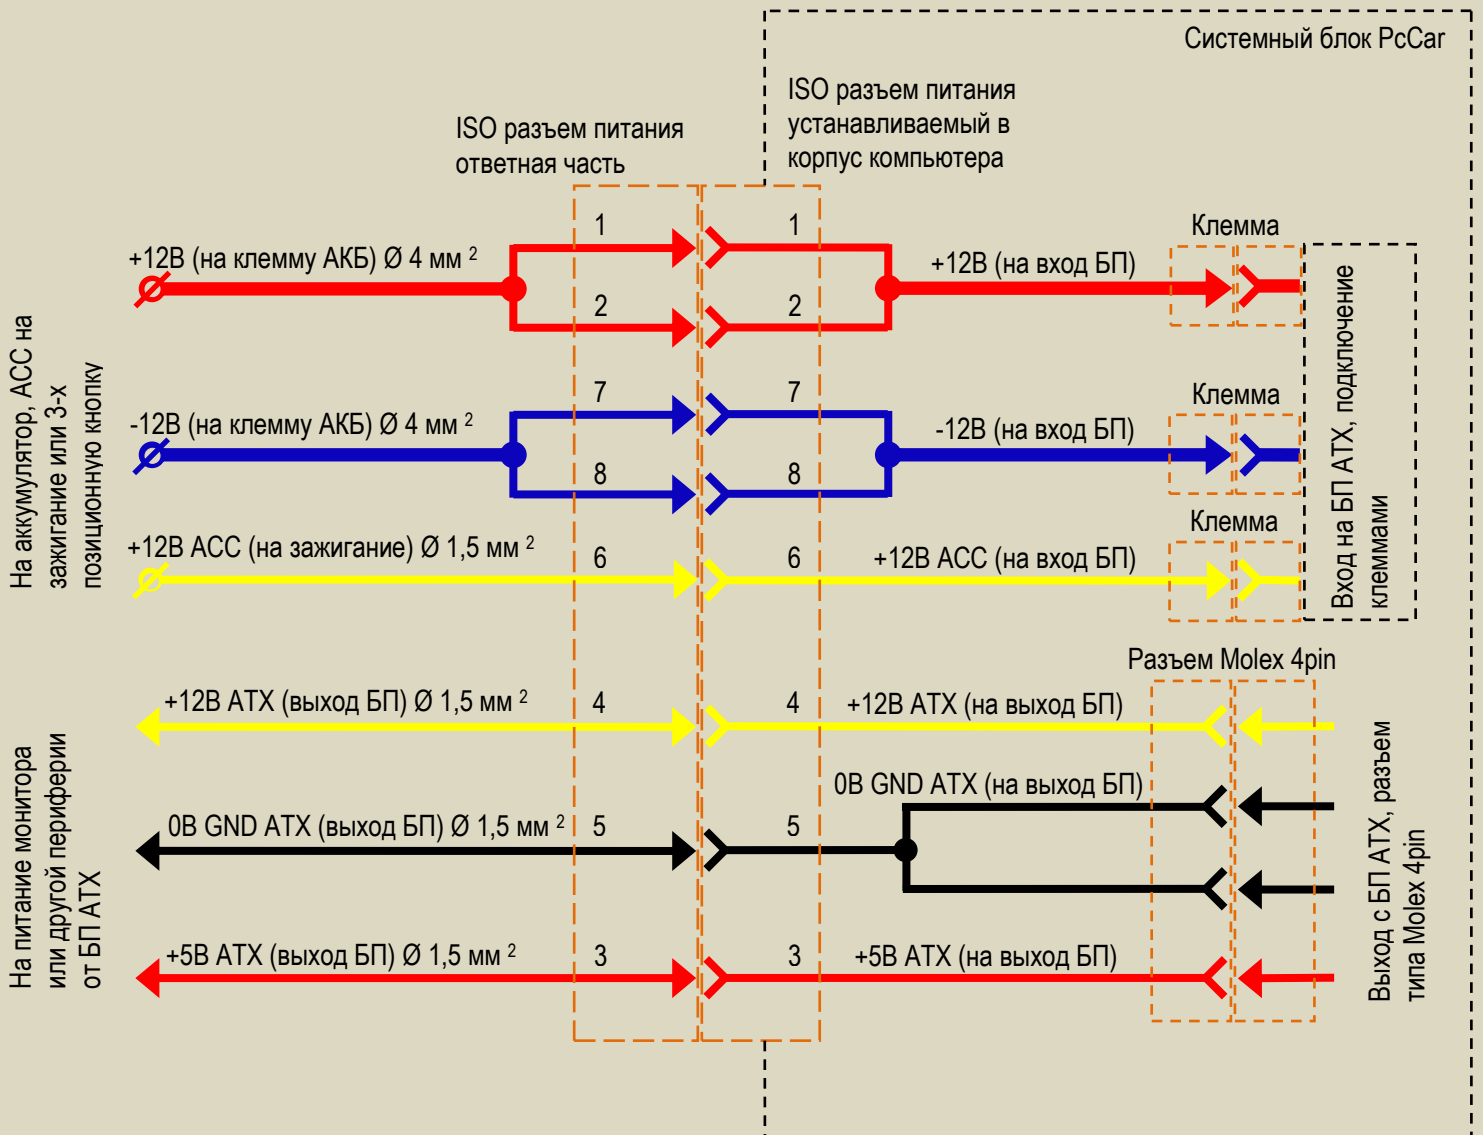 Системный блок PcCar
ISO разъем питания
устанавливаемый в
корпус компьютера
ISO разъем питания
ответная часть
На аккумулятор, ACC на
зажигание или 3-х
позиционную кнопку
+12В (на клемму АКБ) Ø 4 мм ²
1
1
2
2
+12В (на вход БП)
Клемма
-12В (на клемму АКБ) Ø 4 мм ²
7
7
8
8
-12В (на вход БП)
Клемма
+12В ACC (на зажигание) Ø 1,5 мм ²
6
6
+12В ACC (на вход БП)
Клемма
Вход на БП ATX, подключение
клеммами
На питание монитора
или другой периферии
от БП ATX
Разъем Molex 4pin
+12В ATX (выход БП) Ø 1,5 мм ²
4
4
+12В ATX (на выход БП)
0В GND ATX (выход БП) Ø 1,5 мм ²
5
5
0В GND ATX (на выход БП)
+5В ATX (выход БП) Ø 1,5 мм ²
3
3
+5В ATX (на выход БП)
Выход с БП ATX, разъем
типа Molex 4pin